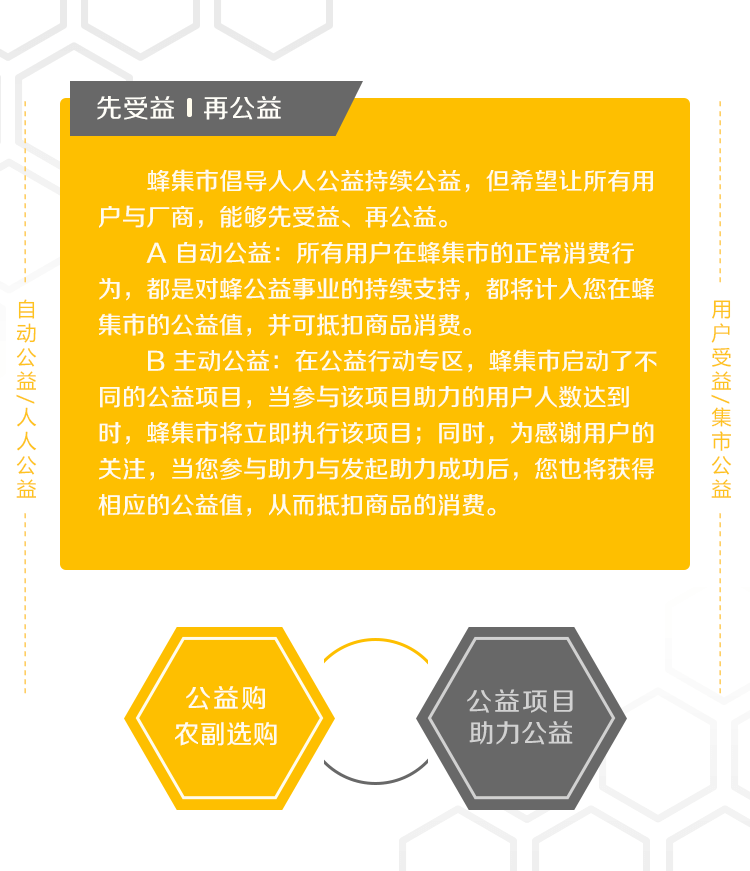 先受益 I 再公益
蜂集市倡导人人公益持续公益，但希望让所有用
户与厂商，能够先受益、再公益。
A 自动公益：所有用户在蜂集市的正常消费行
为，都是对蜂公益事业的持续支持，都将计入您在蜂
集市的公益值，并可抵扣商品消费。
B 主动公益：在公益行动专区，蜂集市启动了不
同的公益项目，当参与该项目助力的用户人数达到
时，蜂集市将立即执行该项目；同时，为感谢用户的
关注，当您参与助力与发起助力成功后，您也将获得
相应的公益值，从而抵扣商品的消费。
自动公益/人人公益
用户受益/集市公益
公益购
农副选购
公益项目
助力公益